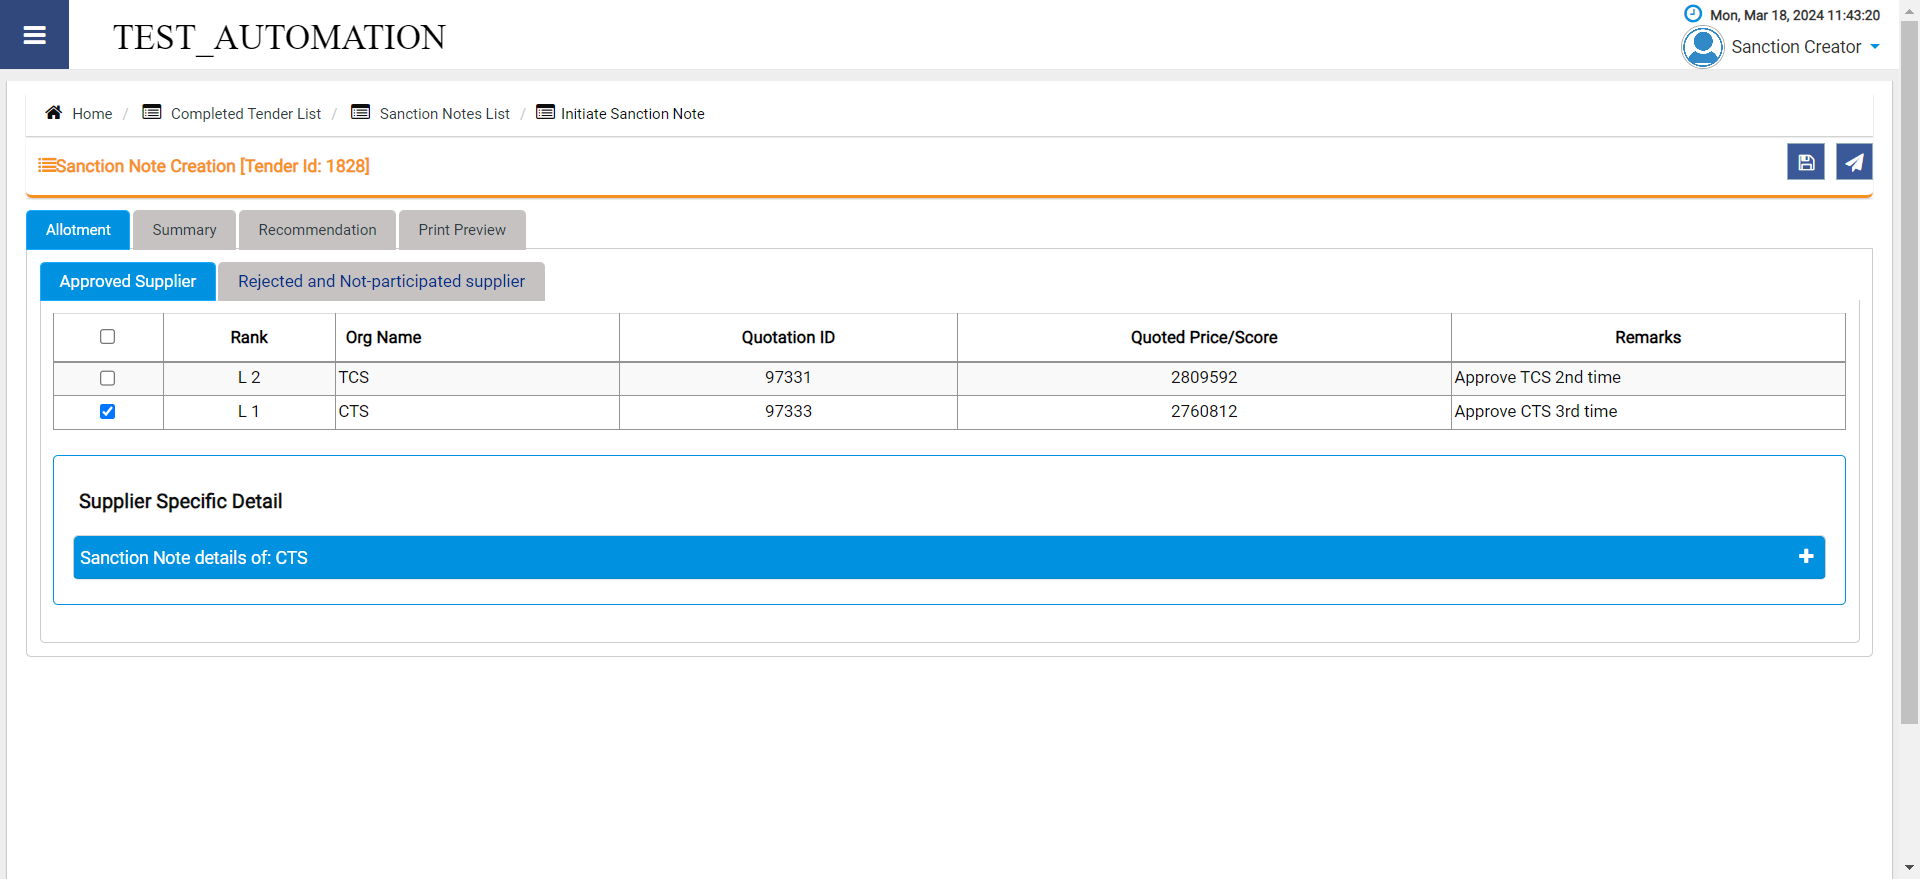 TEST_AUTOMATION
Mon, Mar 18, 2024 11:43:20
Sanction Creator
Home / Completed Tender List / Sanction Notes List / Initiate Sanction Note
Sanction Note Creation [Tender Id: 1828]
Allotment Summary Recommendation Print Preview
Approved Supplier Rejected and Not-participated supplier
Rank Org Name Quotation ID Quoted Price/Score Remarks
L 2 TCS 97331 2809592 Approve TCS 2nd time
L 1 CTS 97333 2760812 Approve CTS 3rd time
Supplier Specific Detail
Sanction Note details of: CTS